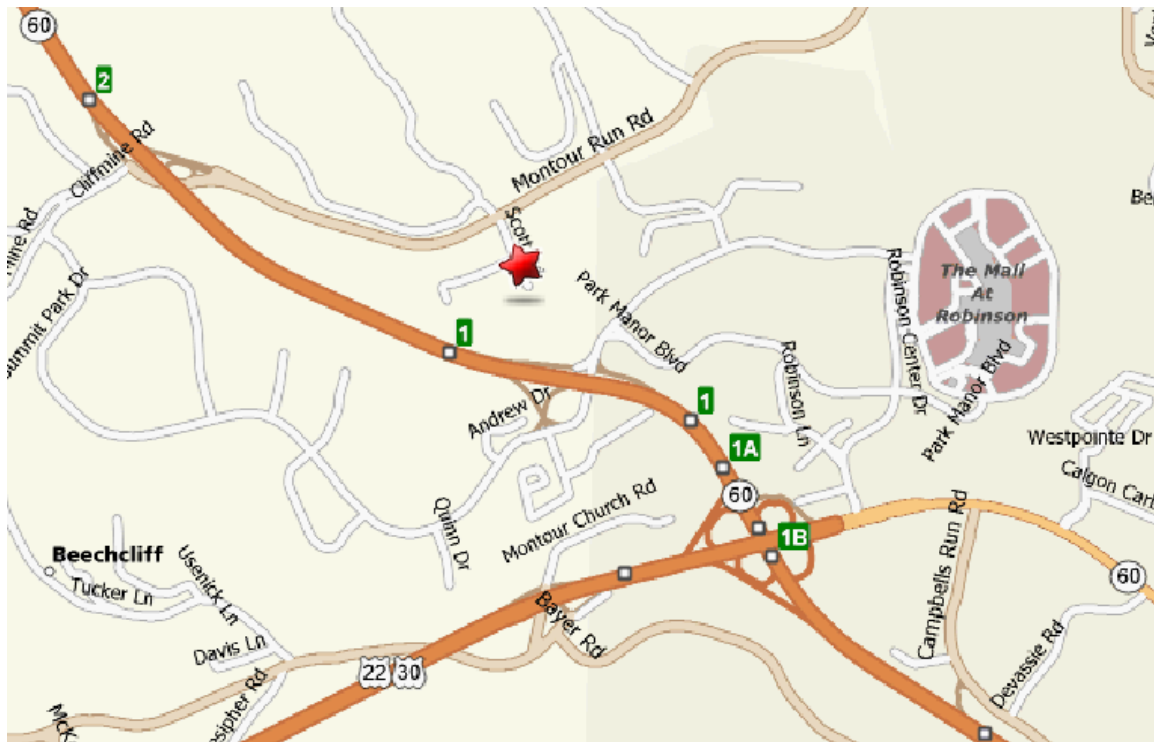 60
2
Cliffmine Rd
Montour Run Rd
Scott
Summit Park Dr
Park Manor Blvd
Robinson Center Dr
The Mall
At
Robinson
Park Manor Blvd
1
1
Robinson Ln
Andrew Dr
1A
60
Westpointe Dr
Quinn Dr
Montour Church Rd
1B
Campbells Run Rd
60
Beechcliff
Usenick Ln
Tucker Ln
Davis Ln
Bayer Rd
Devassie Rd
22
30